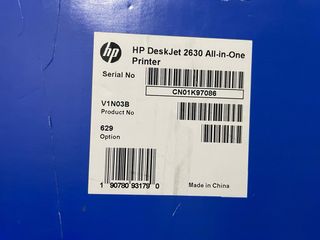 hp
HP DeskJet 2630 All-in-One
Printer
Serial No
CN01K97086
V1N03B
Product No
629
Option
1 90780 93179 0
Made in China